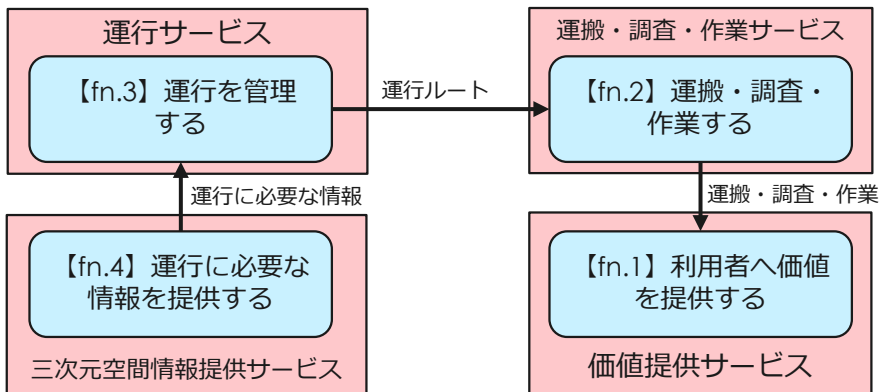 運行サービス
【fn.3】運行を管理
する
運行ルート
運搬・調査・作業サービス
【fn.2】運搬・調査・
作業する
運行に必要な情報
運搬・調査・作業
【fn.4】運行に必要な
情報を提供する
三次元空間情報提供サービス
【fn.1】利用者へ価値
を提供する
価値提供サービス